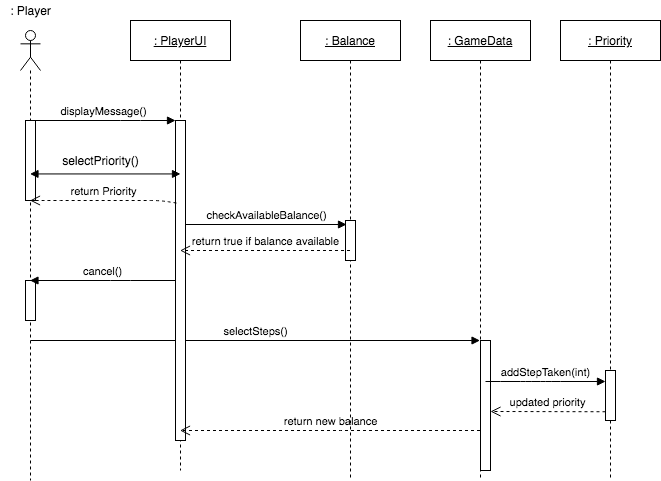 : Player
: PlayerUI
: Balance
: GameData
: Priority
displayMessage()
selectPriority()
return Priority
checkAvailableBalance()
return true if balance available
cancel()
selectSteps()
addStepTaken(int)
updated priority
return new balance